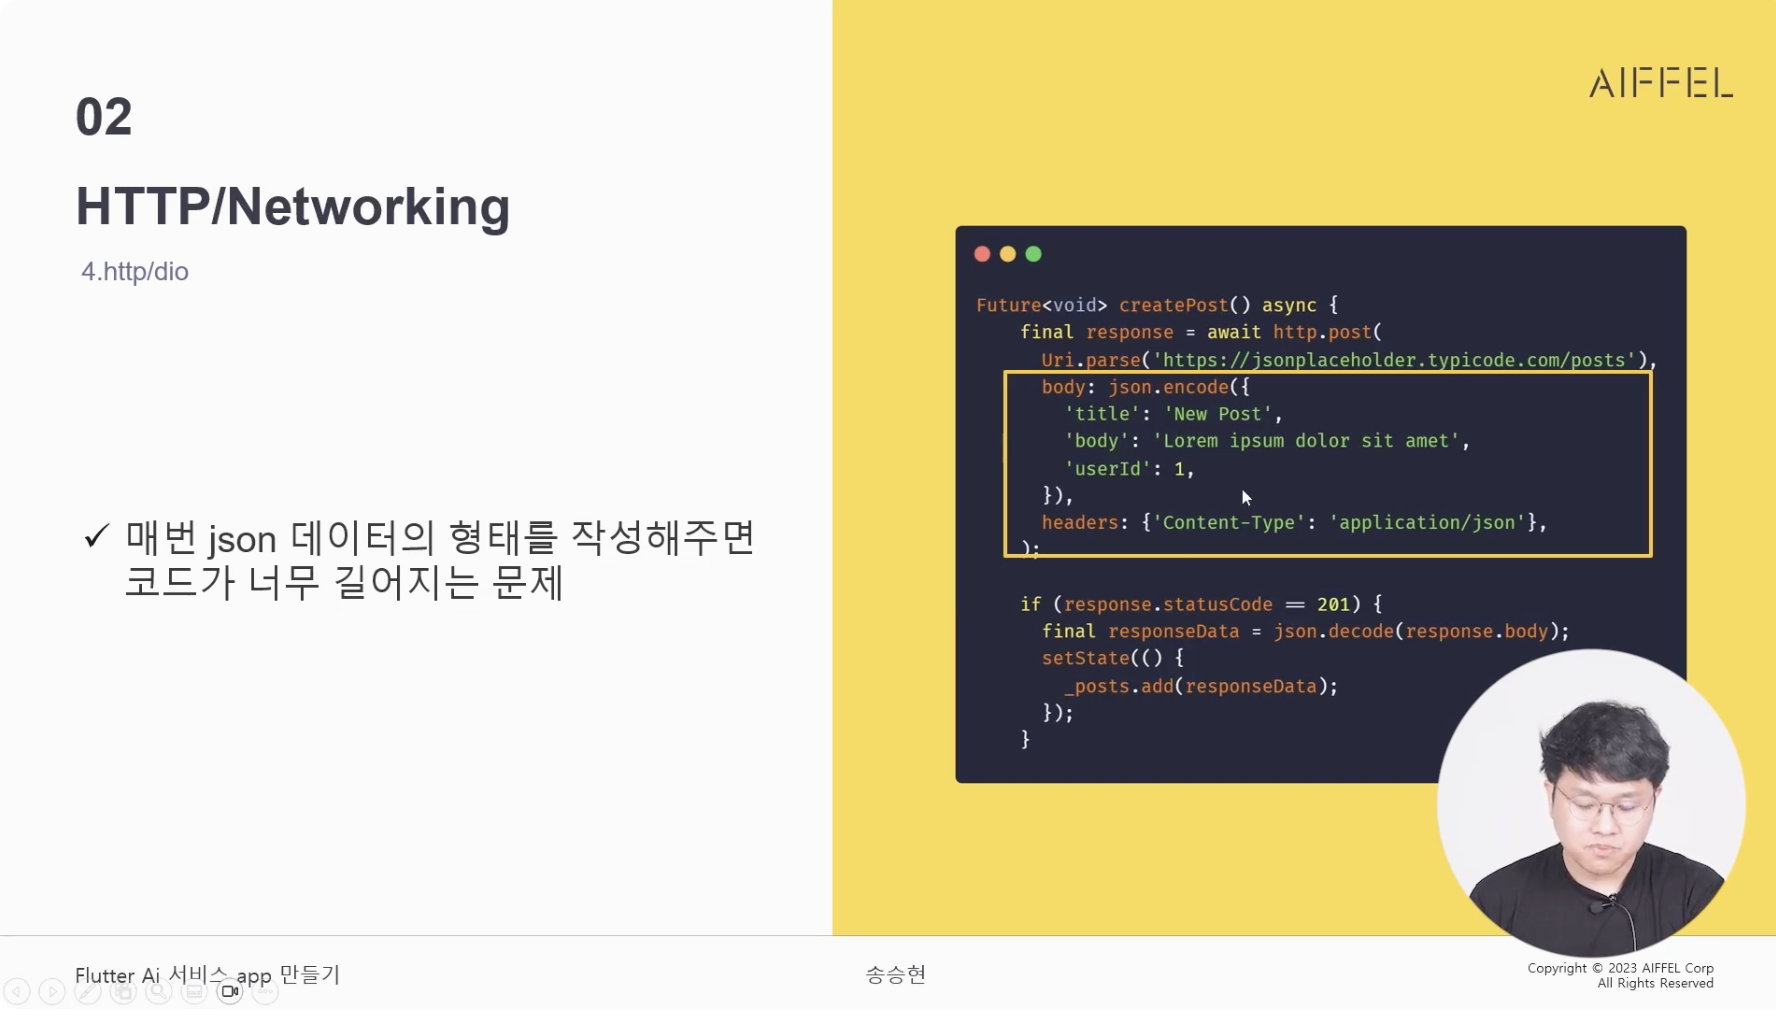 02
HTTP/Networking
4.http/dio
✓ 매번 json 데이터의 형태를 작성해주면
코드가 너무 길어지는 문제
AIFFEL
Future<void> createPost() async {
final response = await http.post(
Uri.parse('https://jsonplaceholder.typicode.com/posts'),
body: json.encode({
'title': 'New Post',
'body': 'Lorem ipsum dolor sit amet',
'userId': 1,
}),
headers: {'Content-Type': 'application/json'},
);
if (response.statusCode == 201) {
final responseData = json.decode(response.body);
setState(() {
_posts.add(responseData);
});
}
Flutter Ai 서비스 app 만들기
송승현
Copyright © 2023 AIFFEL Corp
All Rights Reserved